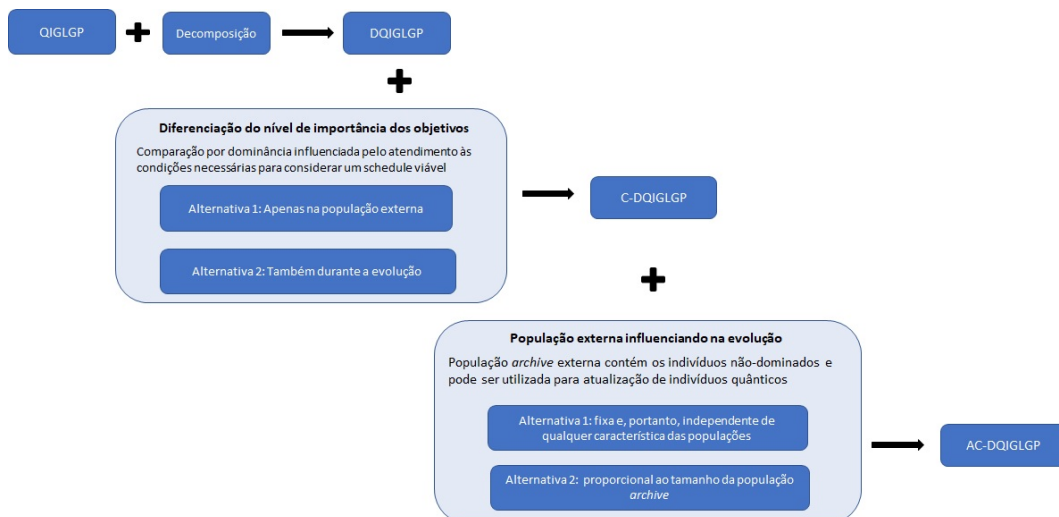 QIGLGP
Decomposição
DQIGLGP
Diferenciação do nível de importância dos objetivos
Comparação por dominância influenciada pelo atendimento às
condições necessárias para considerar um schedule viável
Alternativa 1: Apenas na população externa
Alternativa 2: Também durante a evolução
C-DQIGLGP
População externa influenciando na evolução
População archive externa contém os indivíduos não-dominados e
pode ser utilizada para atualização de indivíduos quânticos
Alternativa 1: fixa e, portanto, independente de
qualquer característica das populações
Alternativa 2: proporcional ao tamanho da população
archive
AC-DQIGLGP